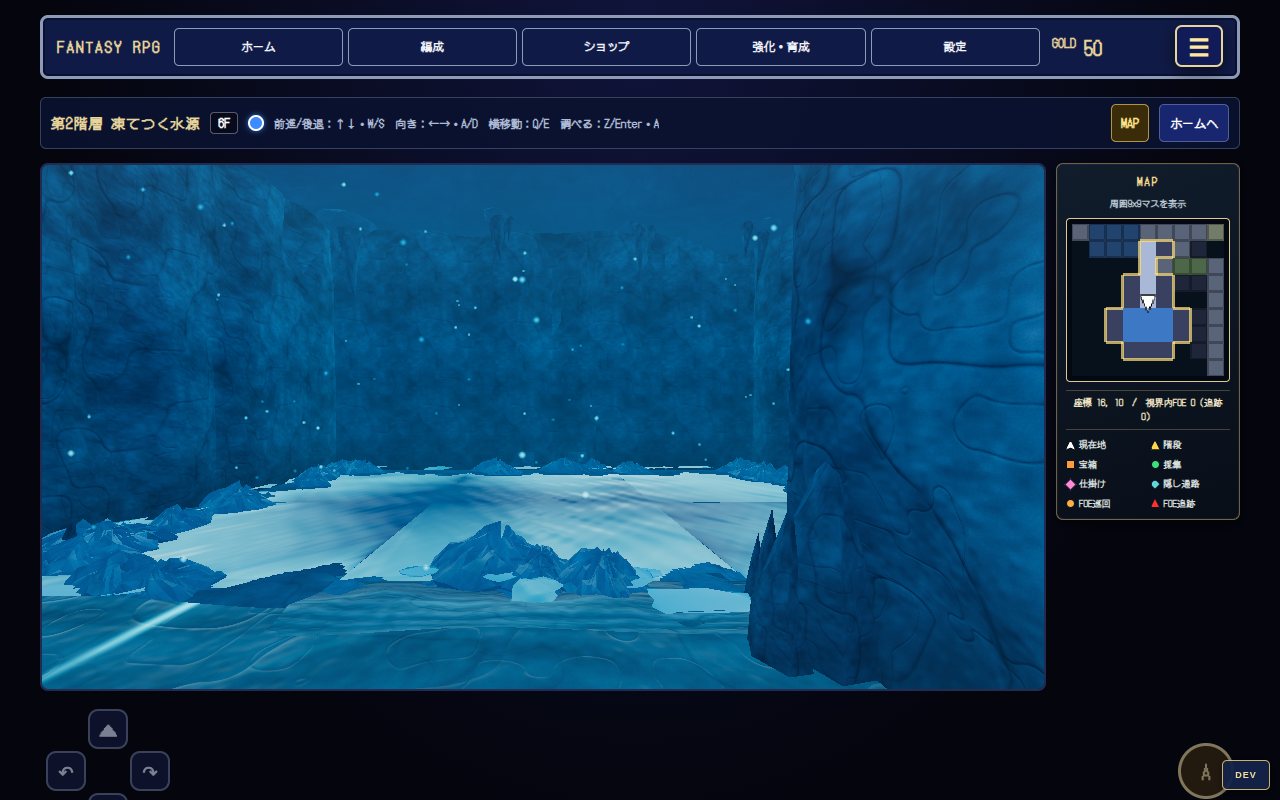 FANTASY RPG ホーム 編成 ショップ 強化・育成 設定 GOLD 50
第2階層 凍てつく水源 6F 前進/後退：↑↓・W/S 向き：←→・A/D 横移動：Q/E 調べる：Z/Enter・A MAP ホームへ
MAP
周囲9x9マスを表示
座標 16, 10 / 視界内FOE 0 (追跡
0)
現在地 階段
宝箱 採集
仕掛け 隠し通路
FOE巡回 FOE追跡
A
DEV